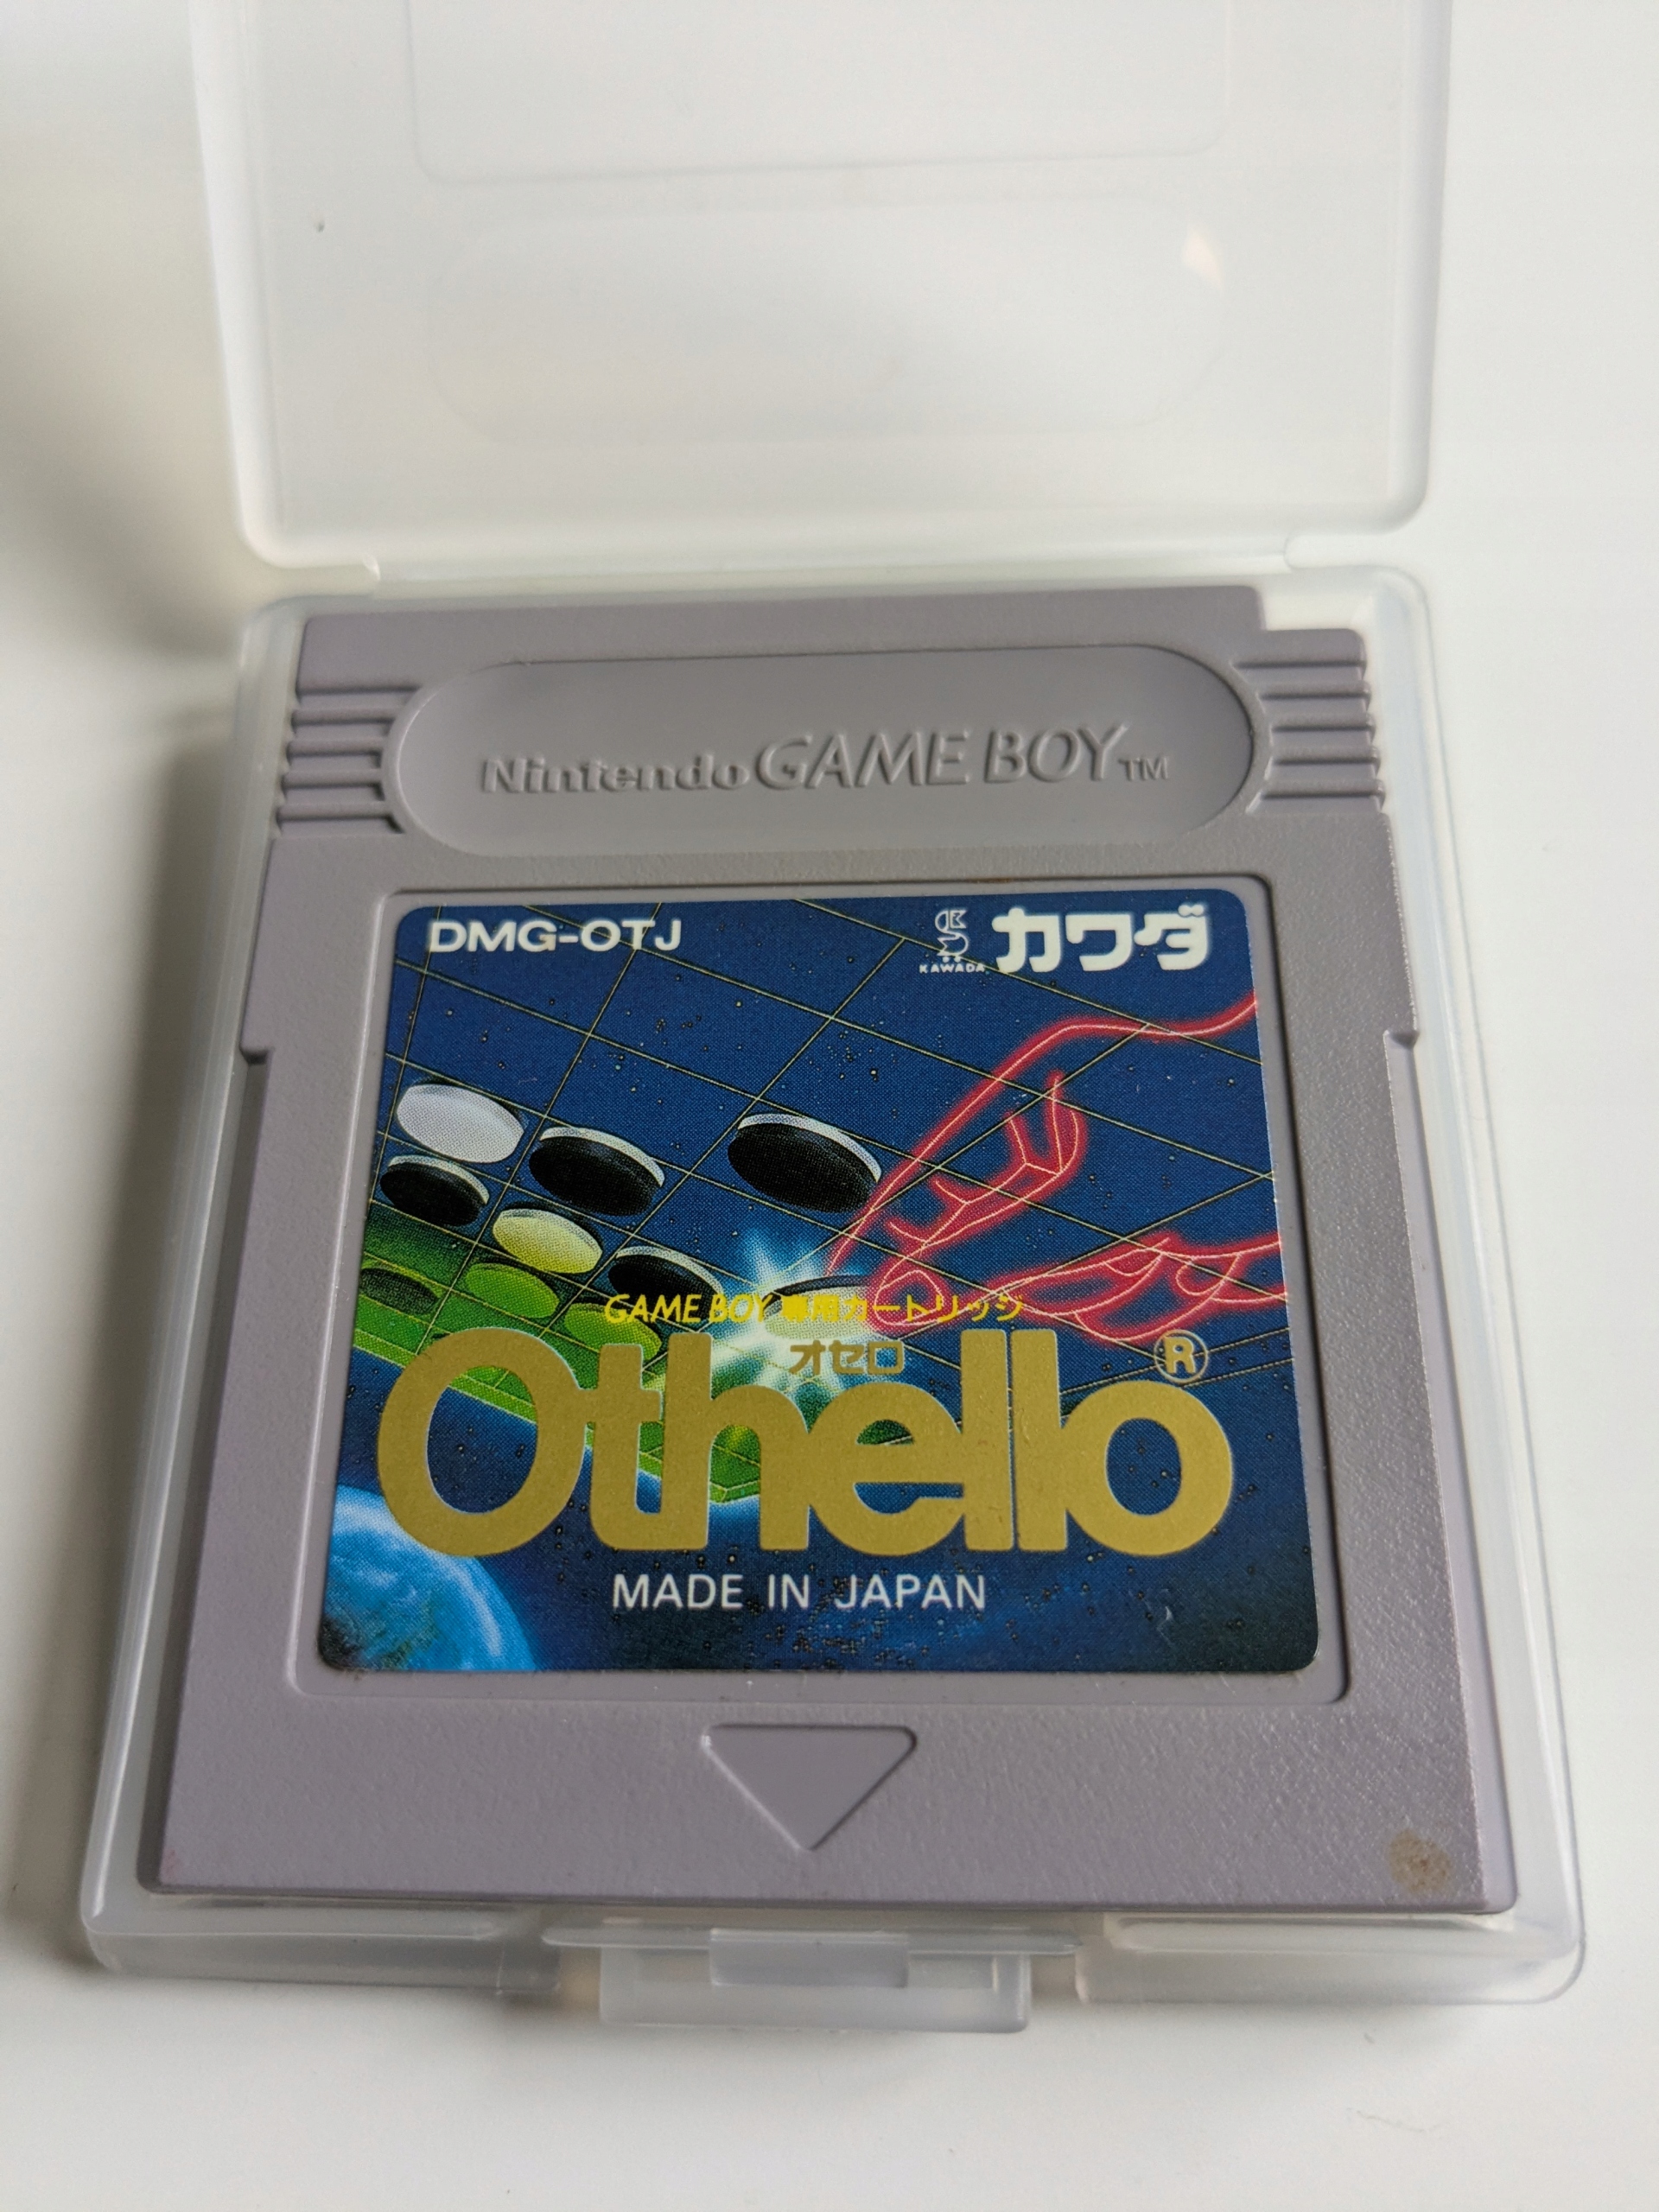 Nintendo GAME BOY™
DMG-OTJ
KAWADA カワダ
GAME BOY 専用カートリッジ
オセロ
Othello®
MADE IN JAPAN